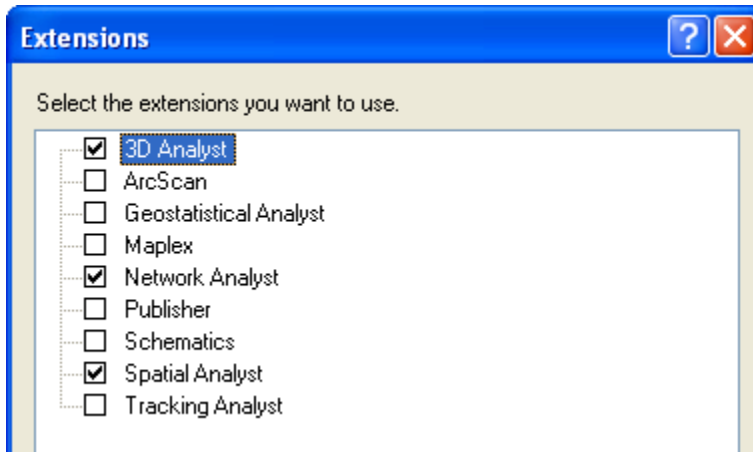 Extensions
?
Select the extensions you want to use.
3D Analyst
ArcScan
Geostatistical Analyst
Maplex
Network Analyst
Publisher
Schematics
Spatial Analyst
Tracking Analyst